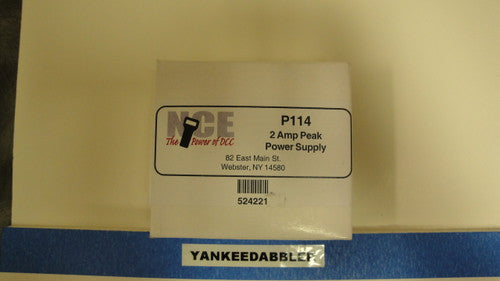 NCE
The Power of DCC
P114
2 Amp Peak
Power Supply
82 East Main St.
Webster, NY 14580
524221
YANKEEDABBLER